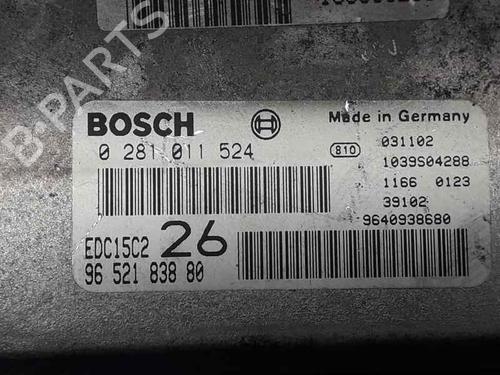 B-PARTS
BOSCH
Made in Germany
0 281 011 524
810
031102
1039S04288
1166 0123
39102
9640938680
EDC15C2 26
96 521 838 80